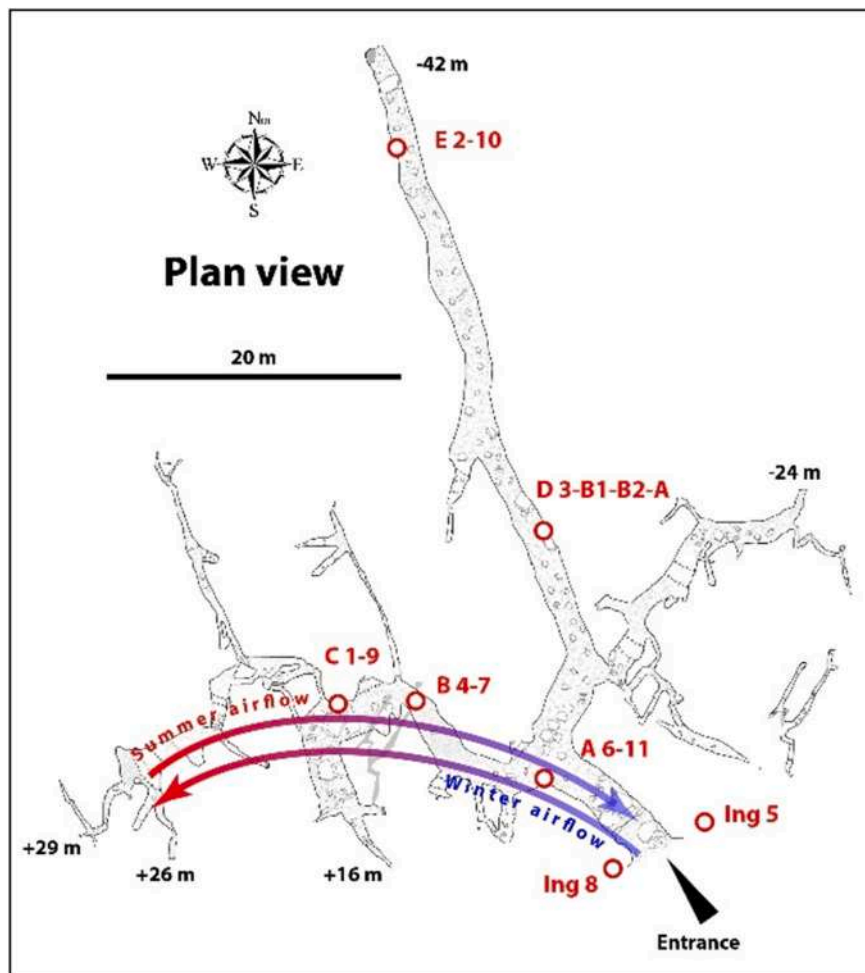 -42 m
E 2-10
N
W
E
S
Plan view
20 m
-24 m
D 3-B1-B2-A
C 1-9
B 4-7
Summer airflow
A 6-11
Winter airflow
Ing 5
+29 m
+26 m
+16 m
Ing 8
Entrance